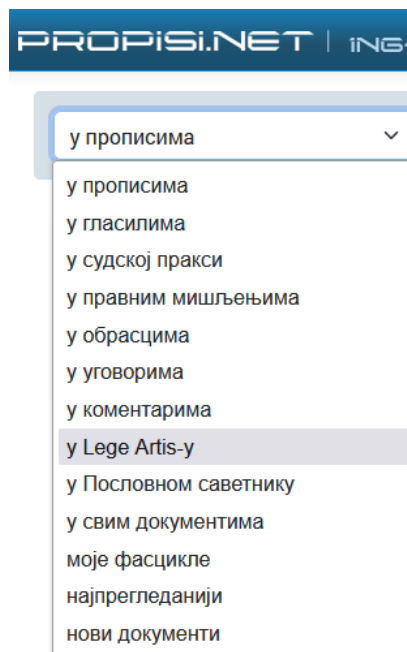 PROPISI.NET | ING-
у прописима
у прописима
у гласилима
у судској пракси
у правним мишљењима
у обрасцима
у уговорима
у коментарима
у Lege Artis-у
у Пословном саветнику
у свим документима
моје фасцикле
најпрегледанији
нови документи